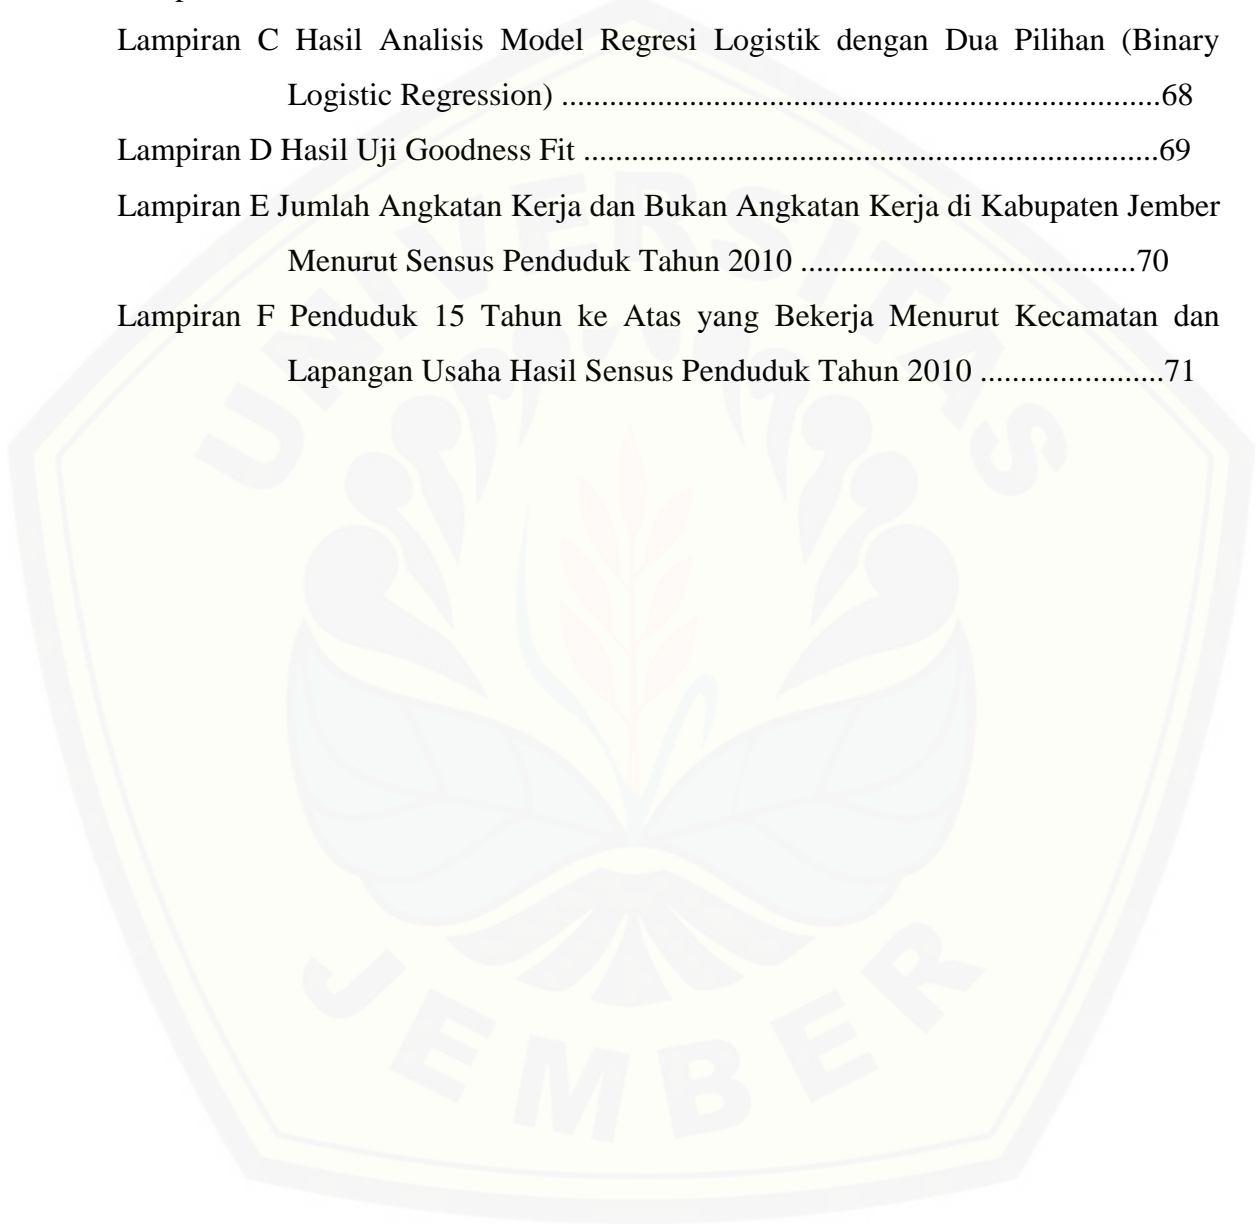 Lampiran C Hasil Analisis Model Regresi Logistik dengan Dua Pilihan (Binary
Logistic Regression) ...........................................................................68
Lampiran D Hasil Uji Goodness Fit ........................................................................69
Lampiran E Jumlah Angkatan Kerja dan Bukan Angkatan Kerja di Kabupaten Jember
Menurut Sensus Penduduk Tahun 2010 ..........................................70
Lampiran F Penduduk 15 Tahun ke Atas yang Bekerja Menurut Kecamatan dan
Lapangan Usaha Hasil Sensus Penduduk Tahun 2010 .......................71
UNIVERSITAS
JEMBER